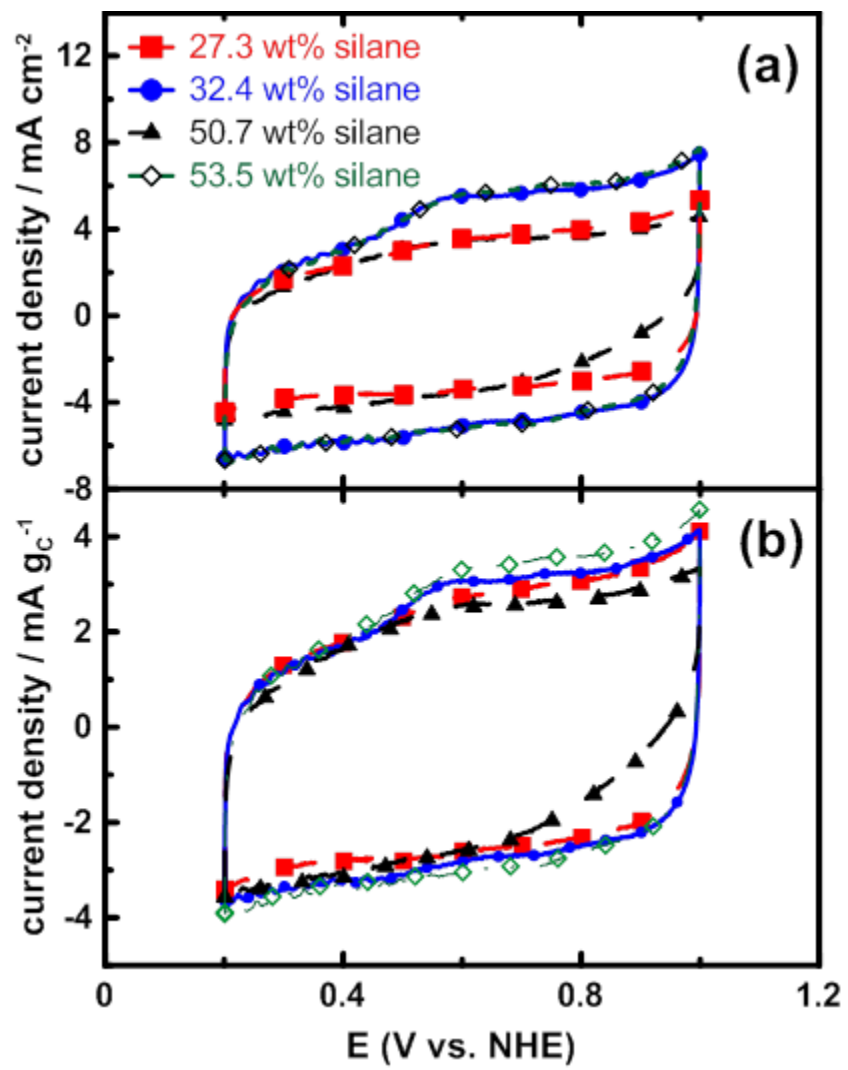 12
8
4
0
-4
-8
current density / mA cm⁻²
27.3 wt% silane
32.4 wt% silane
50.7 wt% silane
53.5 wt% silane
(a)
4
2
0
-2
-4
current density / mA g_C⁻¹
(b)
0
0.4
0.8
1.2
E (V vs. NHE)